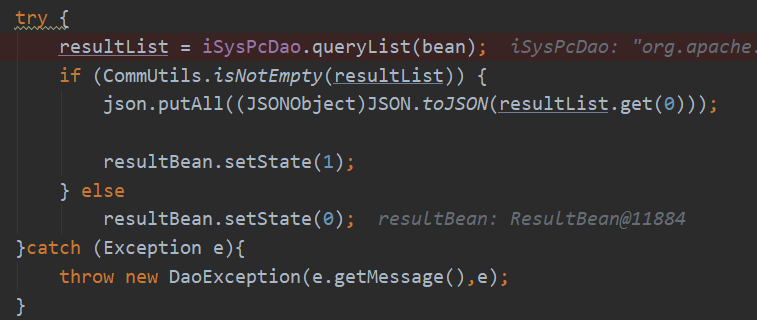 try {
    resultList = iSysPcDao.queryList(bean);  iSysPcDao: "org.apache.
    if (CommUtils.isNotEmpty(resultList)) {
        json.putAll((JSONObject)JSON.toJSON(resultList.get(0)));
        resultBean.setState(1);
    } else
        resultBean.setState(0);  resultBean: ResultBean@11884
}catch (Exception e){
    throw new DaoException(e.getMessage(),e);
}